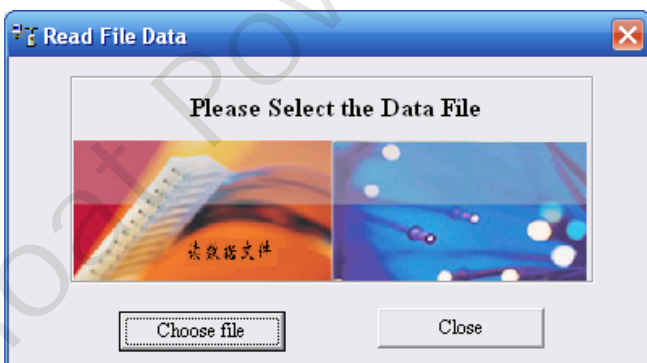 Read File Data
Please Select the Data File
读数据文件
Choose file
Close